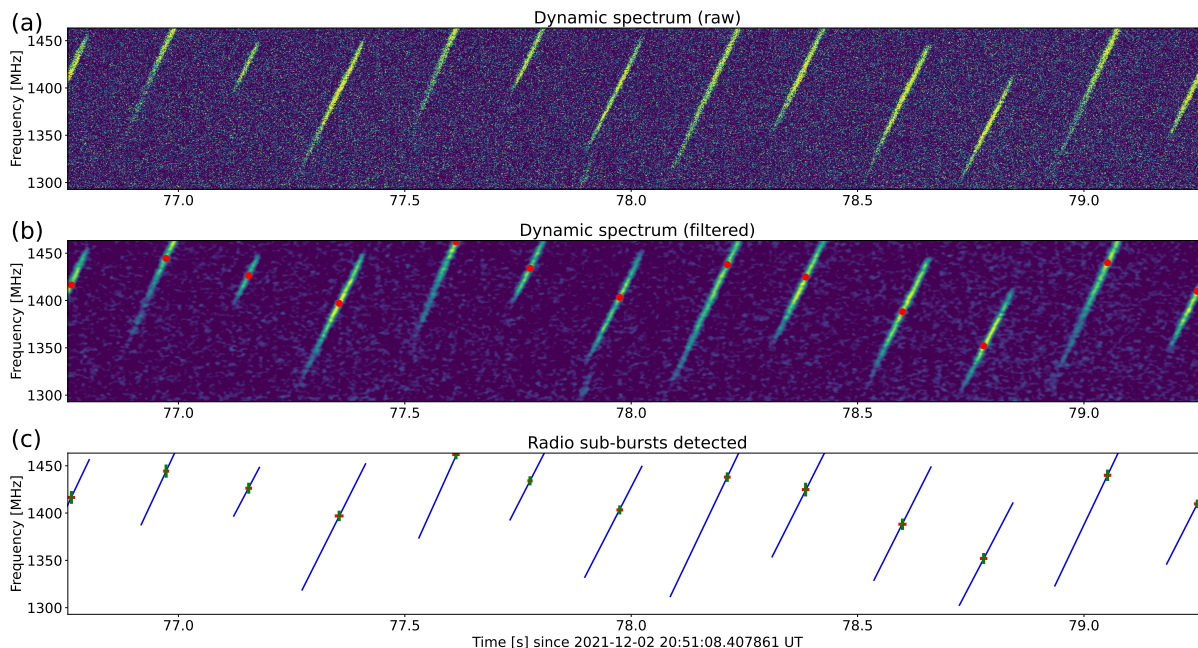 (a)
Dynamic spectrum (raw)
Frequency [MHz]
1450
1400
1350
1300
77.0 77.5 78.0 78.5 79.0
(b)
Dynamic spectrum (filtered)
Frequency [MHz]
1450
1400
1350
1300
77.0 77.5 78.0 78.5 79.0
(c)
Radio sub-bursts detected
Frequency [MHz]
1450
1400
1350
1300
77.0 77.5 78.0 78.5 79.0
Time [s] since 2021-12-02 20:51:08.407861 UT